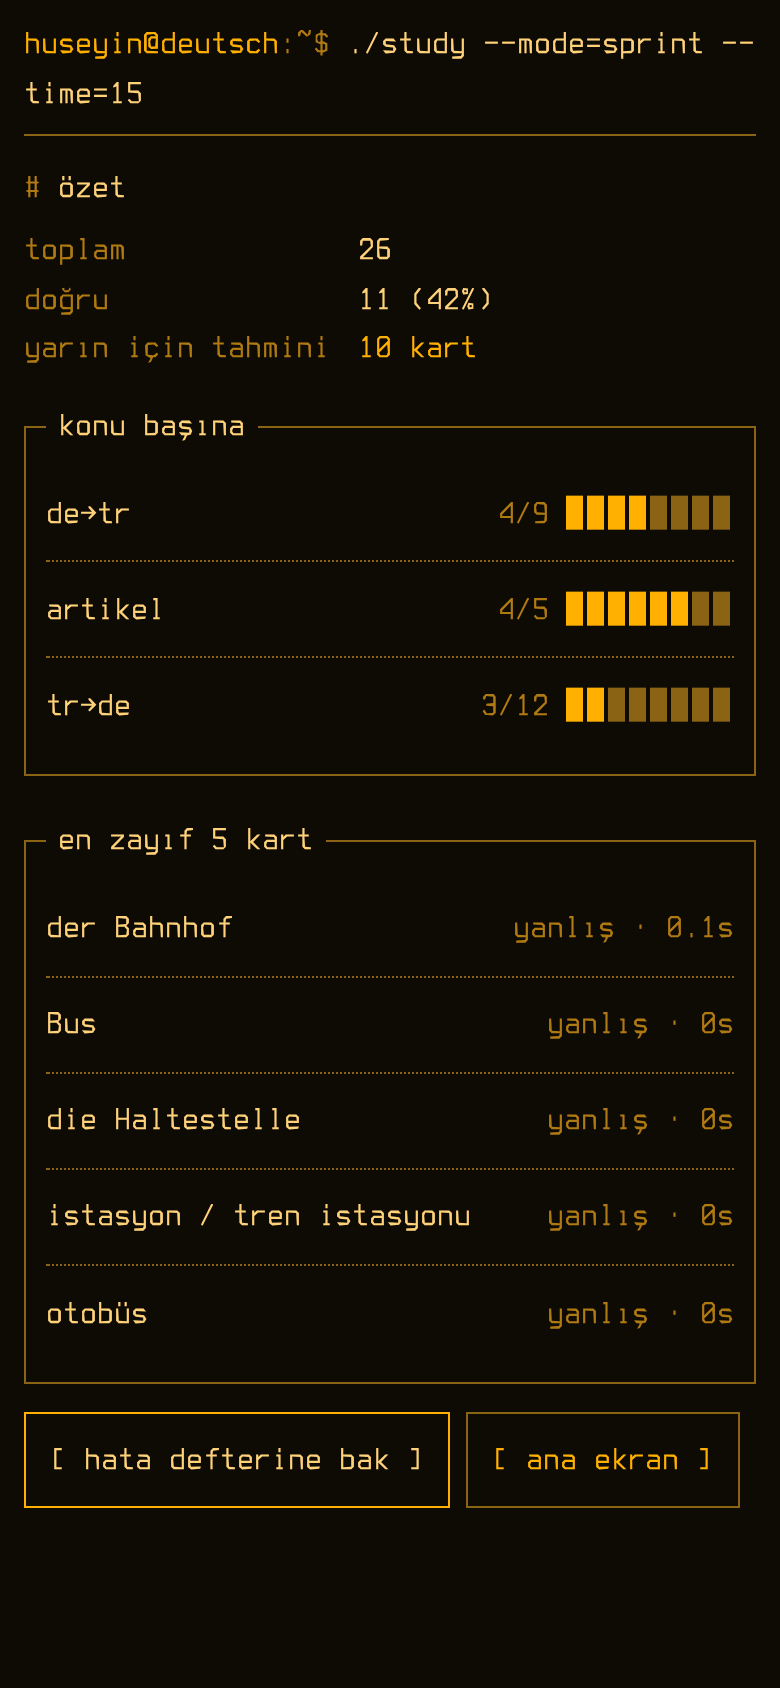 huseyin@deutsch:~$ ./study --mode=sprint --
time=15
# özet
toplam 26
doğru 11 (42%)
yarın için tahmini 10 kart
konu başına
de→tr 4/9
artikel 4/5
tr→de 3/12
en zayıf 5 kart
der Bahnhof yanlış · 0.1s
Bus yanlış · 0s
die Haltestelle yanlış · 0s
istasyon / tren istasyonu yanlış · 0s
otobüs yanlış · 0s
[ hata defterine bak ] [ ana ekran ]